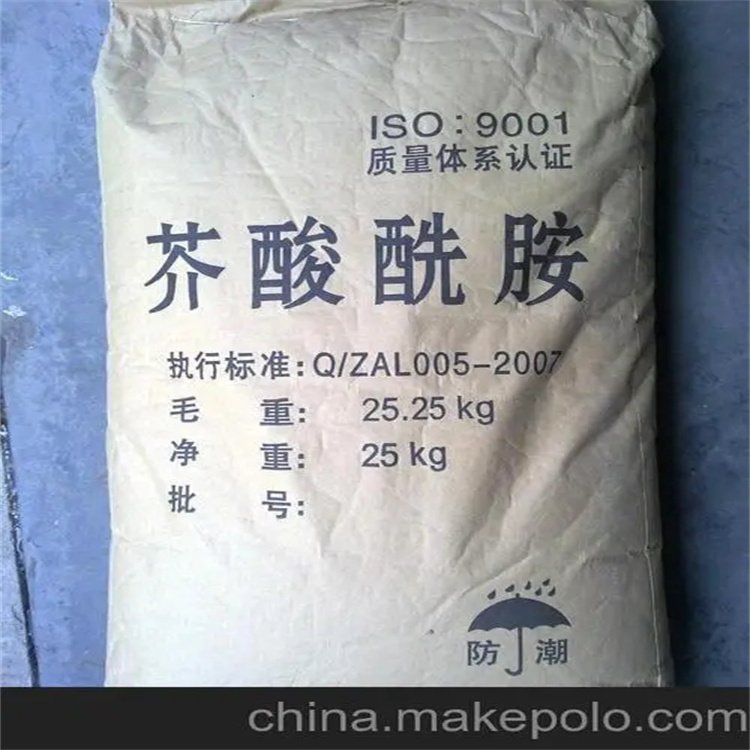 ISO:9001
质量体系认证
芥酸酰胺
执行标准:Q/ZAL005-2007
毛 重: 25.25 kg
净 重: 25 kg
批 号:
防 潮
china.makepolo.com